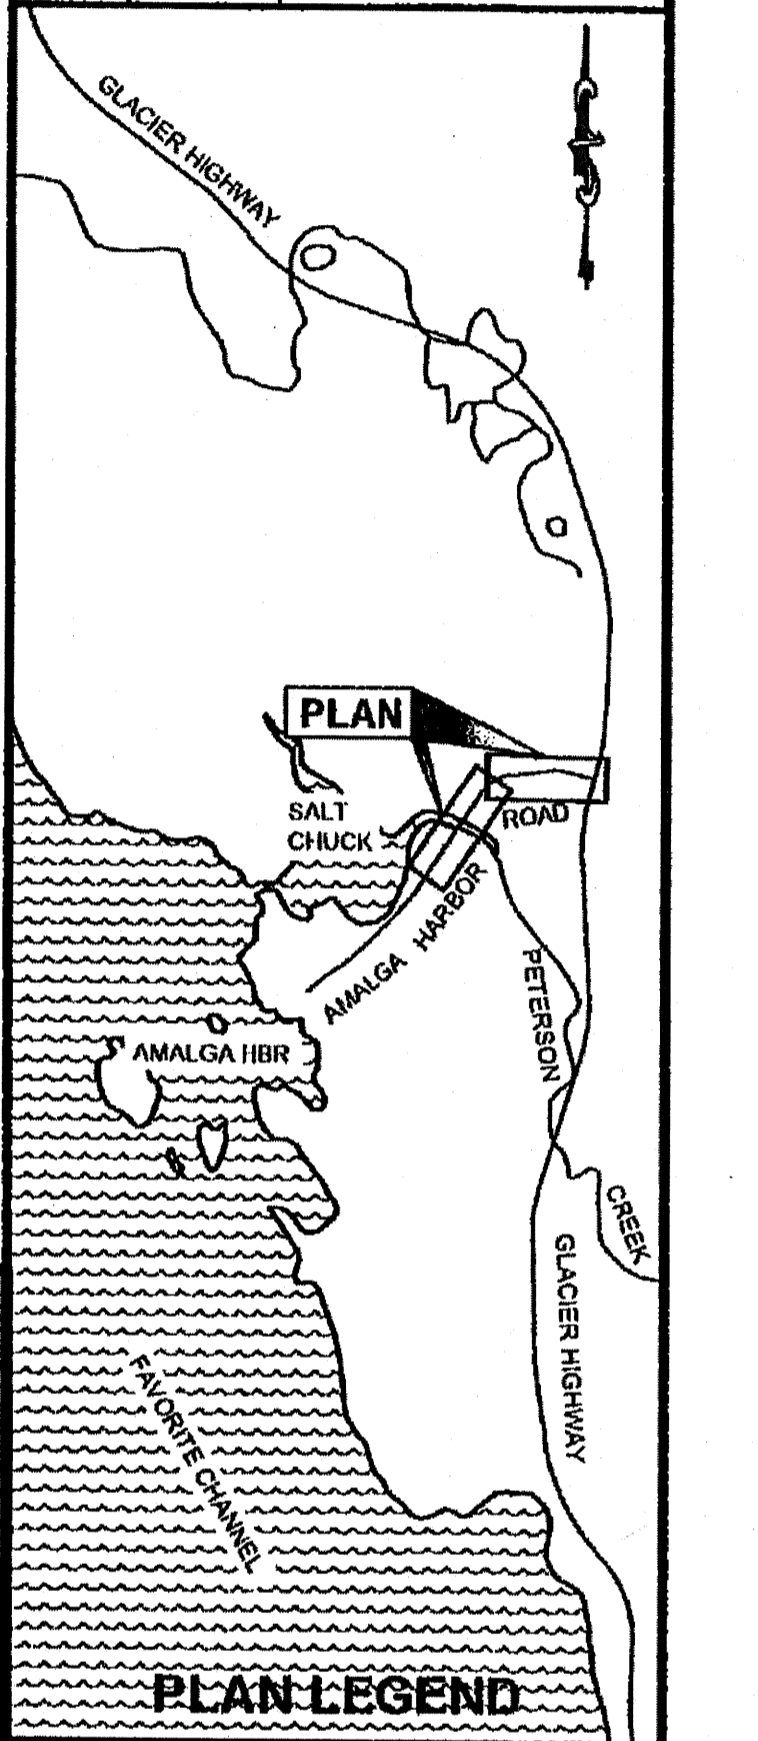 GLACIER HIGHWAY
PLAN
SALT
CHUCK
ROAD
AMALGA HARBOR
PETERSON
AMALGA HBR
CREEK
GLACIER HIGHWAY
FAVORITE CHANNEL
PLAN LEGEND